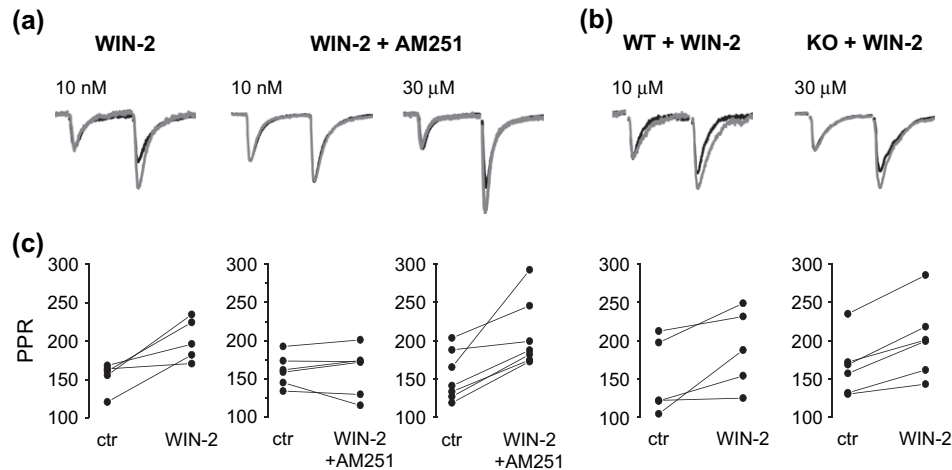 (a)
(b)
WIN-2
WIN-2 + AM251
WT + WIN-2
KO + WIN-2
10 nM
10 nM
30 μM
10 μM
30 μM
(c)
PPR
300
250
200
150
100
ctr
WIN-2
300
250
200
150
100
ctr
WIN-2
+AM251
300
250
200
150
100
ctr
WIN-2
+AM251
300
250
200
150
100
ctr
WIN-2
300
250
200
150
100
ctr
WIN-2